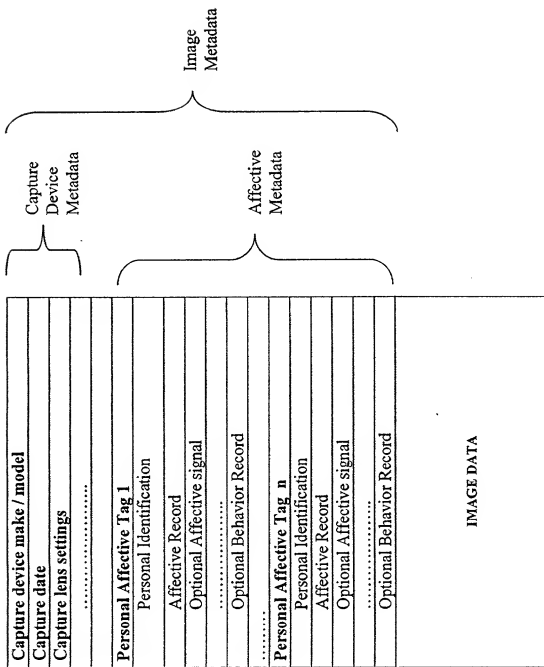 Capture device make / model
Capture date
Capture lens settings
......................
Personal Affective Tag 1
Personal Identification
Affective Record
Optional Affective signal
......................
Optional Behavior Record
..........
Personal Affective Tag n
Personal Identification
Affective Record
Optional Affective signal
......................
Optional Behavior Record
IMAGE DATA
Capture
Device
Metadata
Affective
Metadata
Image
Metadata